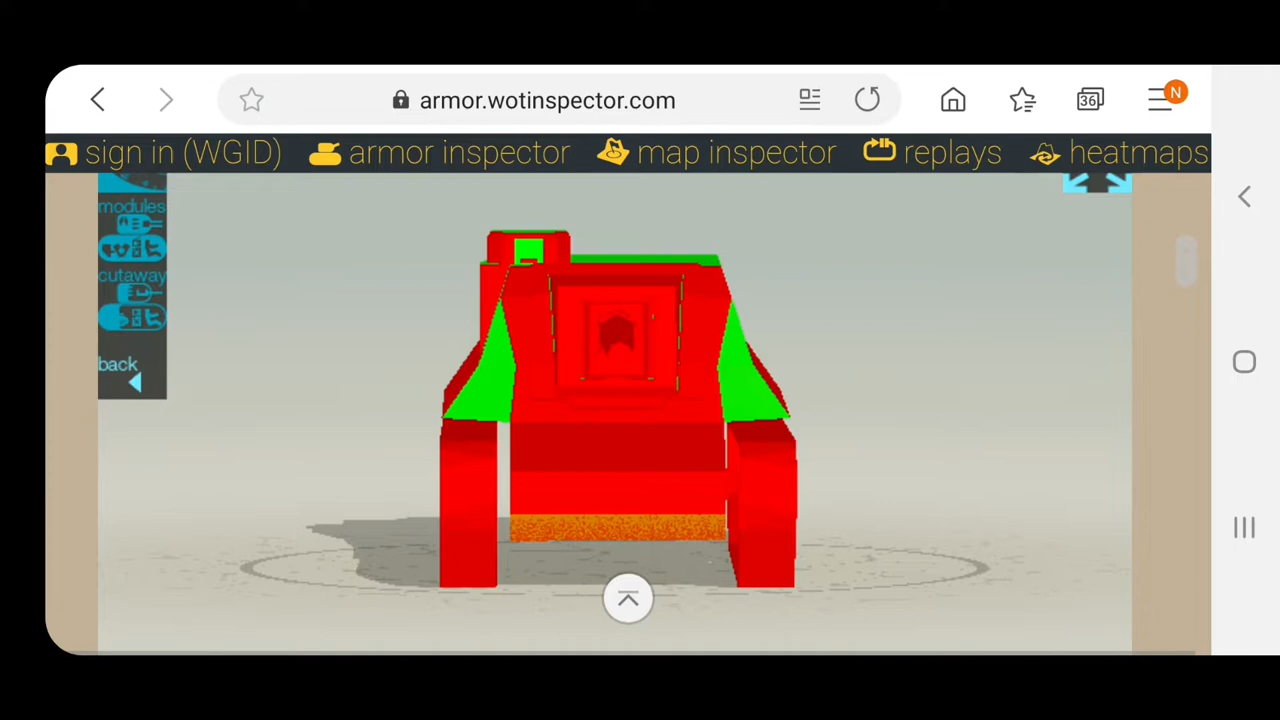 armor.wotinspector.com
36
N
sign in (WGID) armor inspector map inspector replays heatmaps
modules
cutaway
back